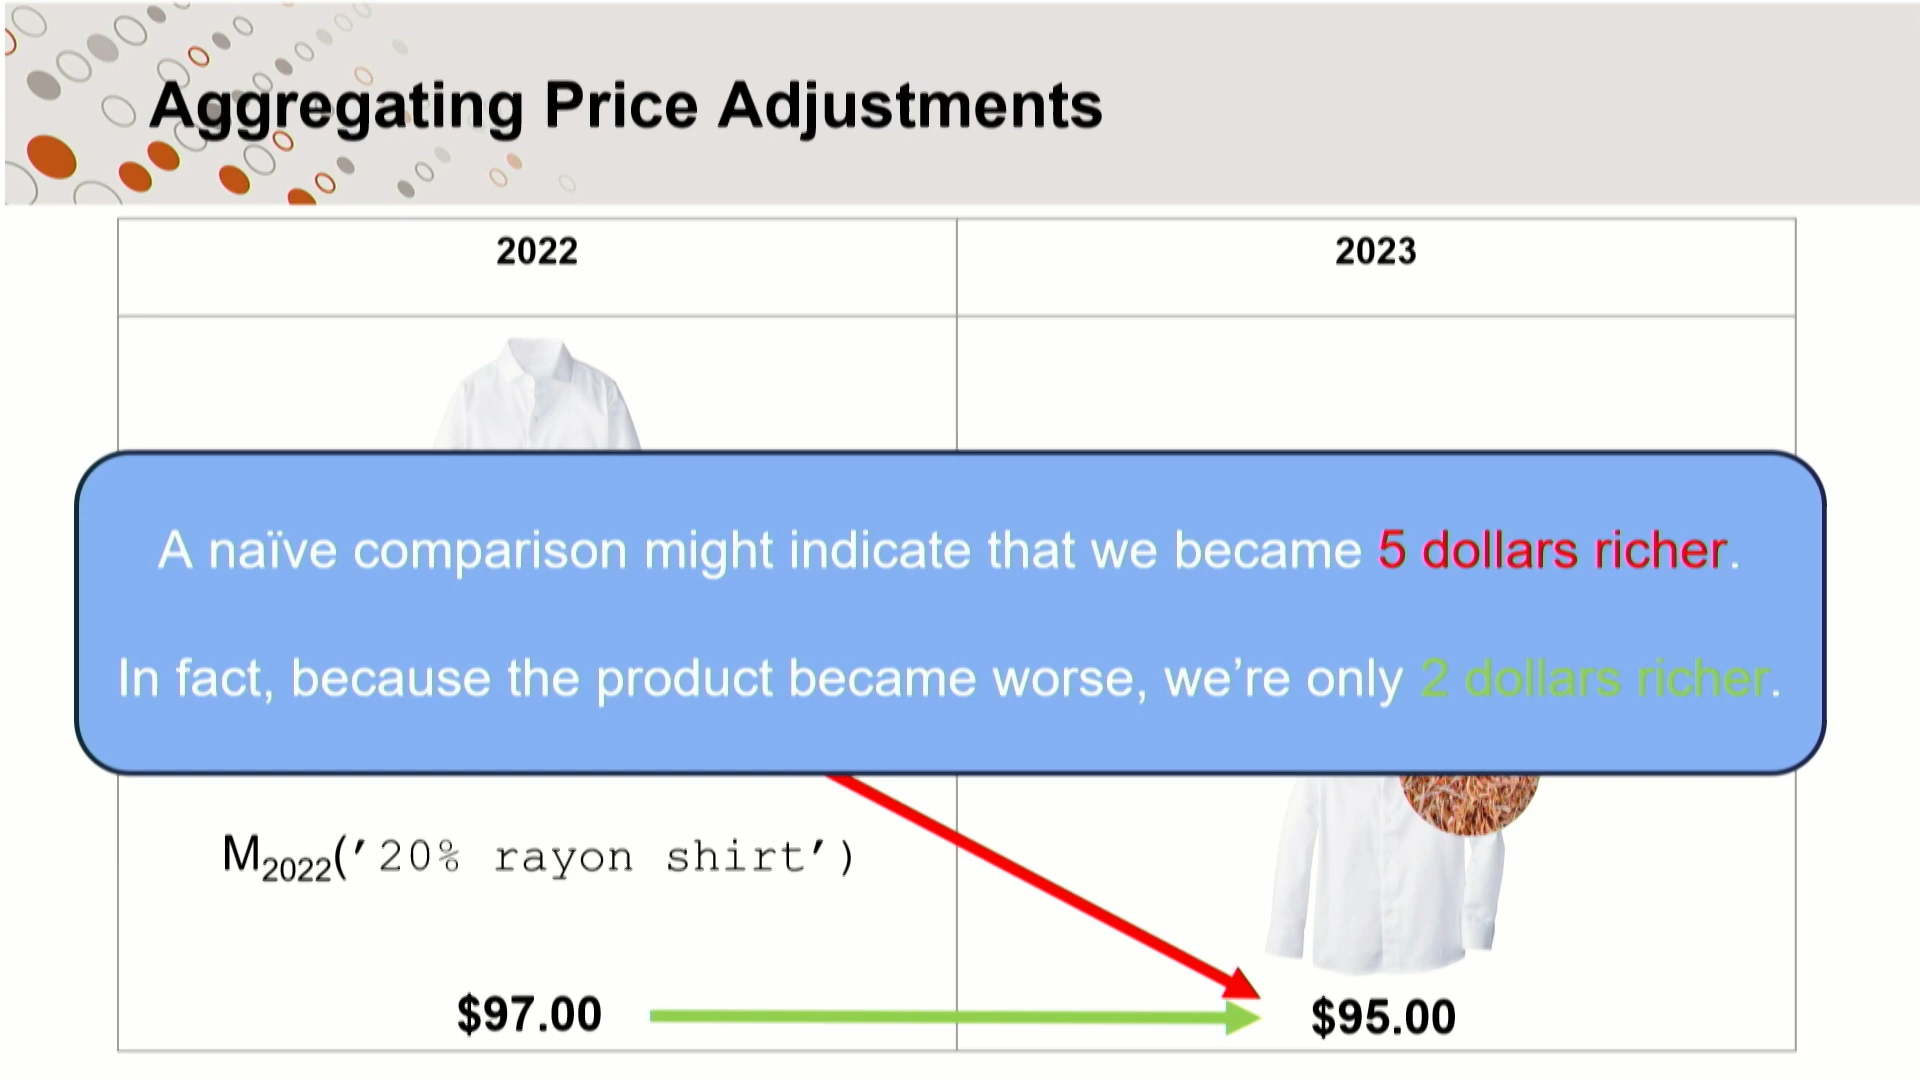 Aggregating Price Adjustments
2022
2023
A naïve comparison might indicate that we became 5 dollars richer.
In fact, because the product became worse, we’re only 2 dollars richer.
M2022('20% rayon shirt')
$97.00
$95.00